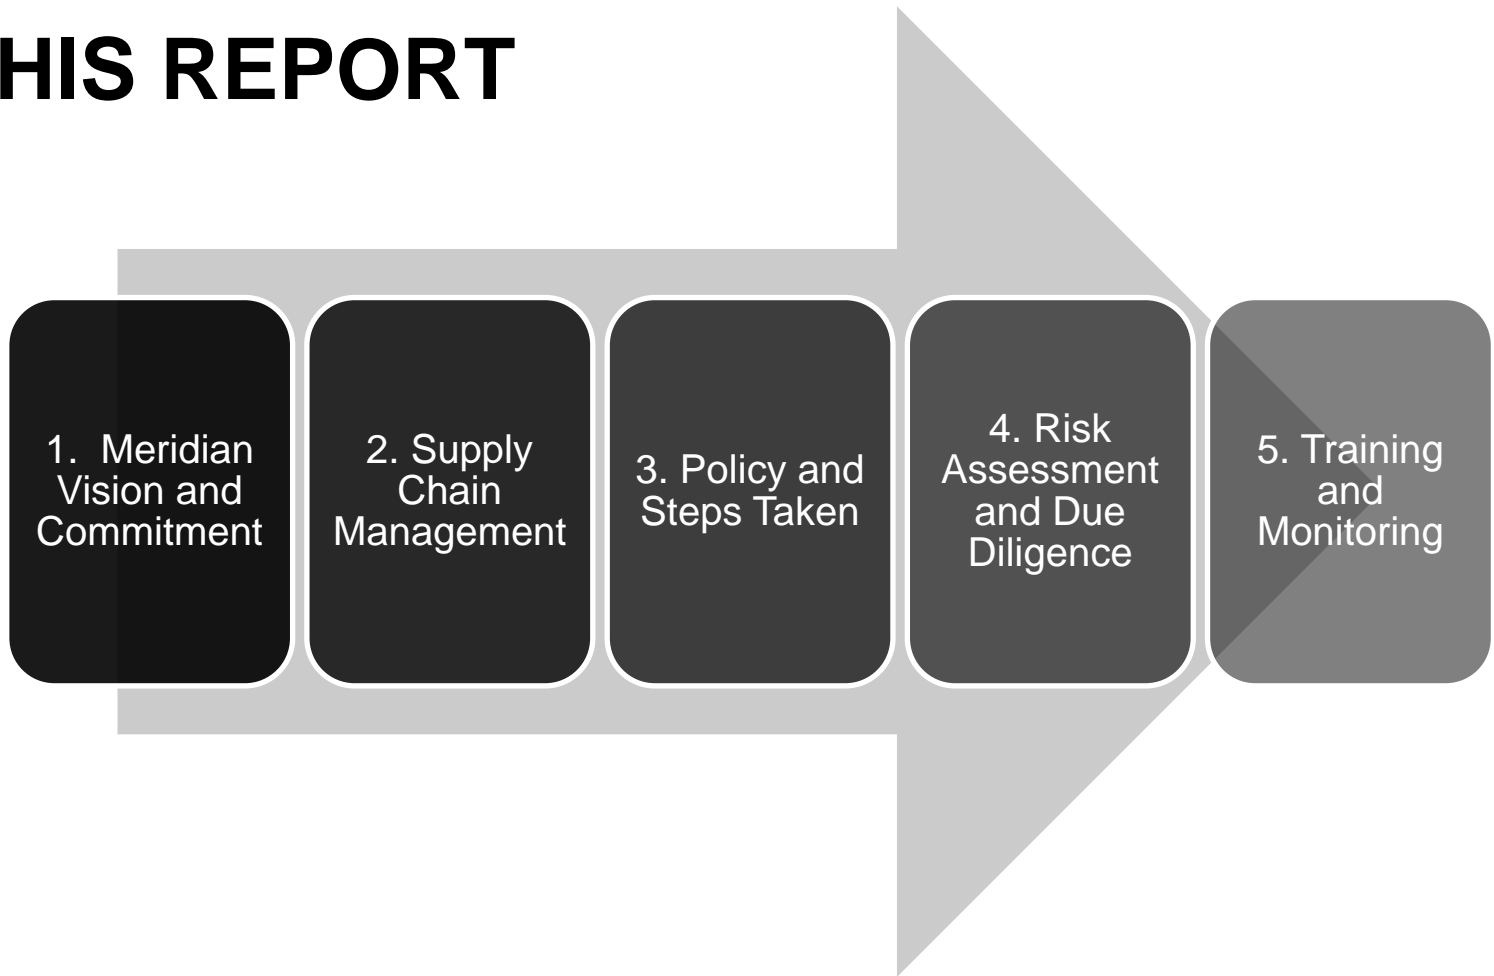 HIS REPORT
1.  Meridian
Vision and
Commitment
2. Supply
Chain
Management
3. Policy and
Steps Taken
4. Risk
Assessment
and Due
Diligence
5. Training
and
Monitoring